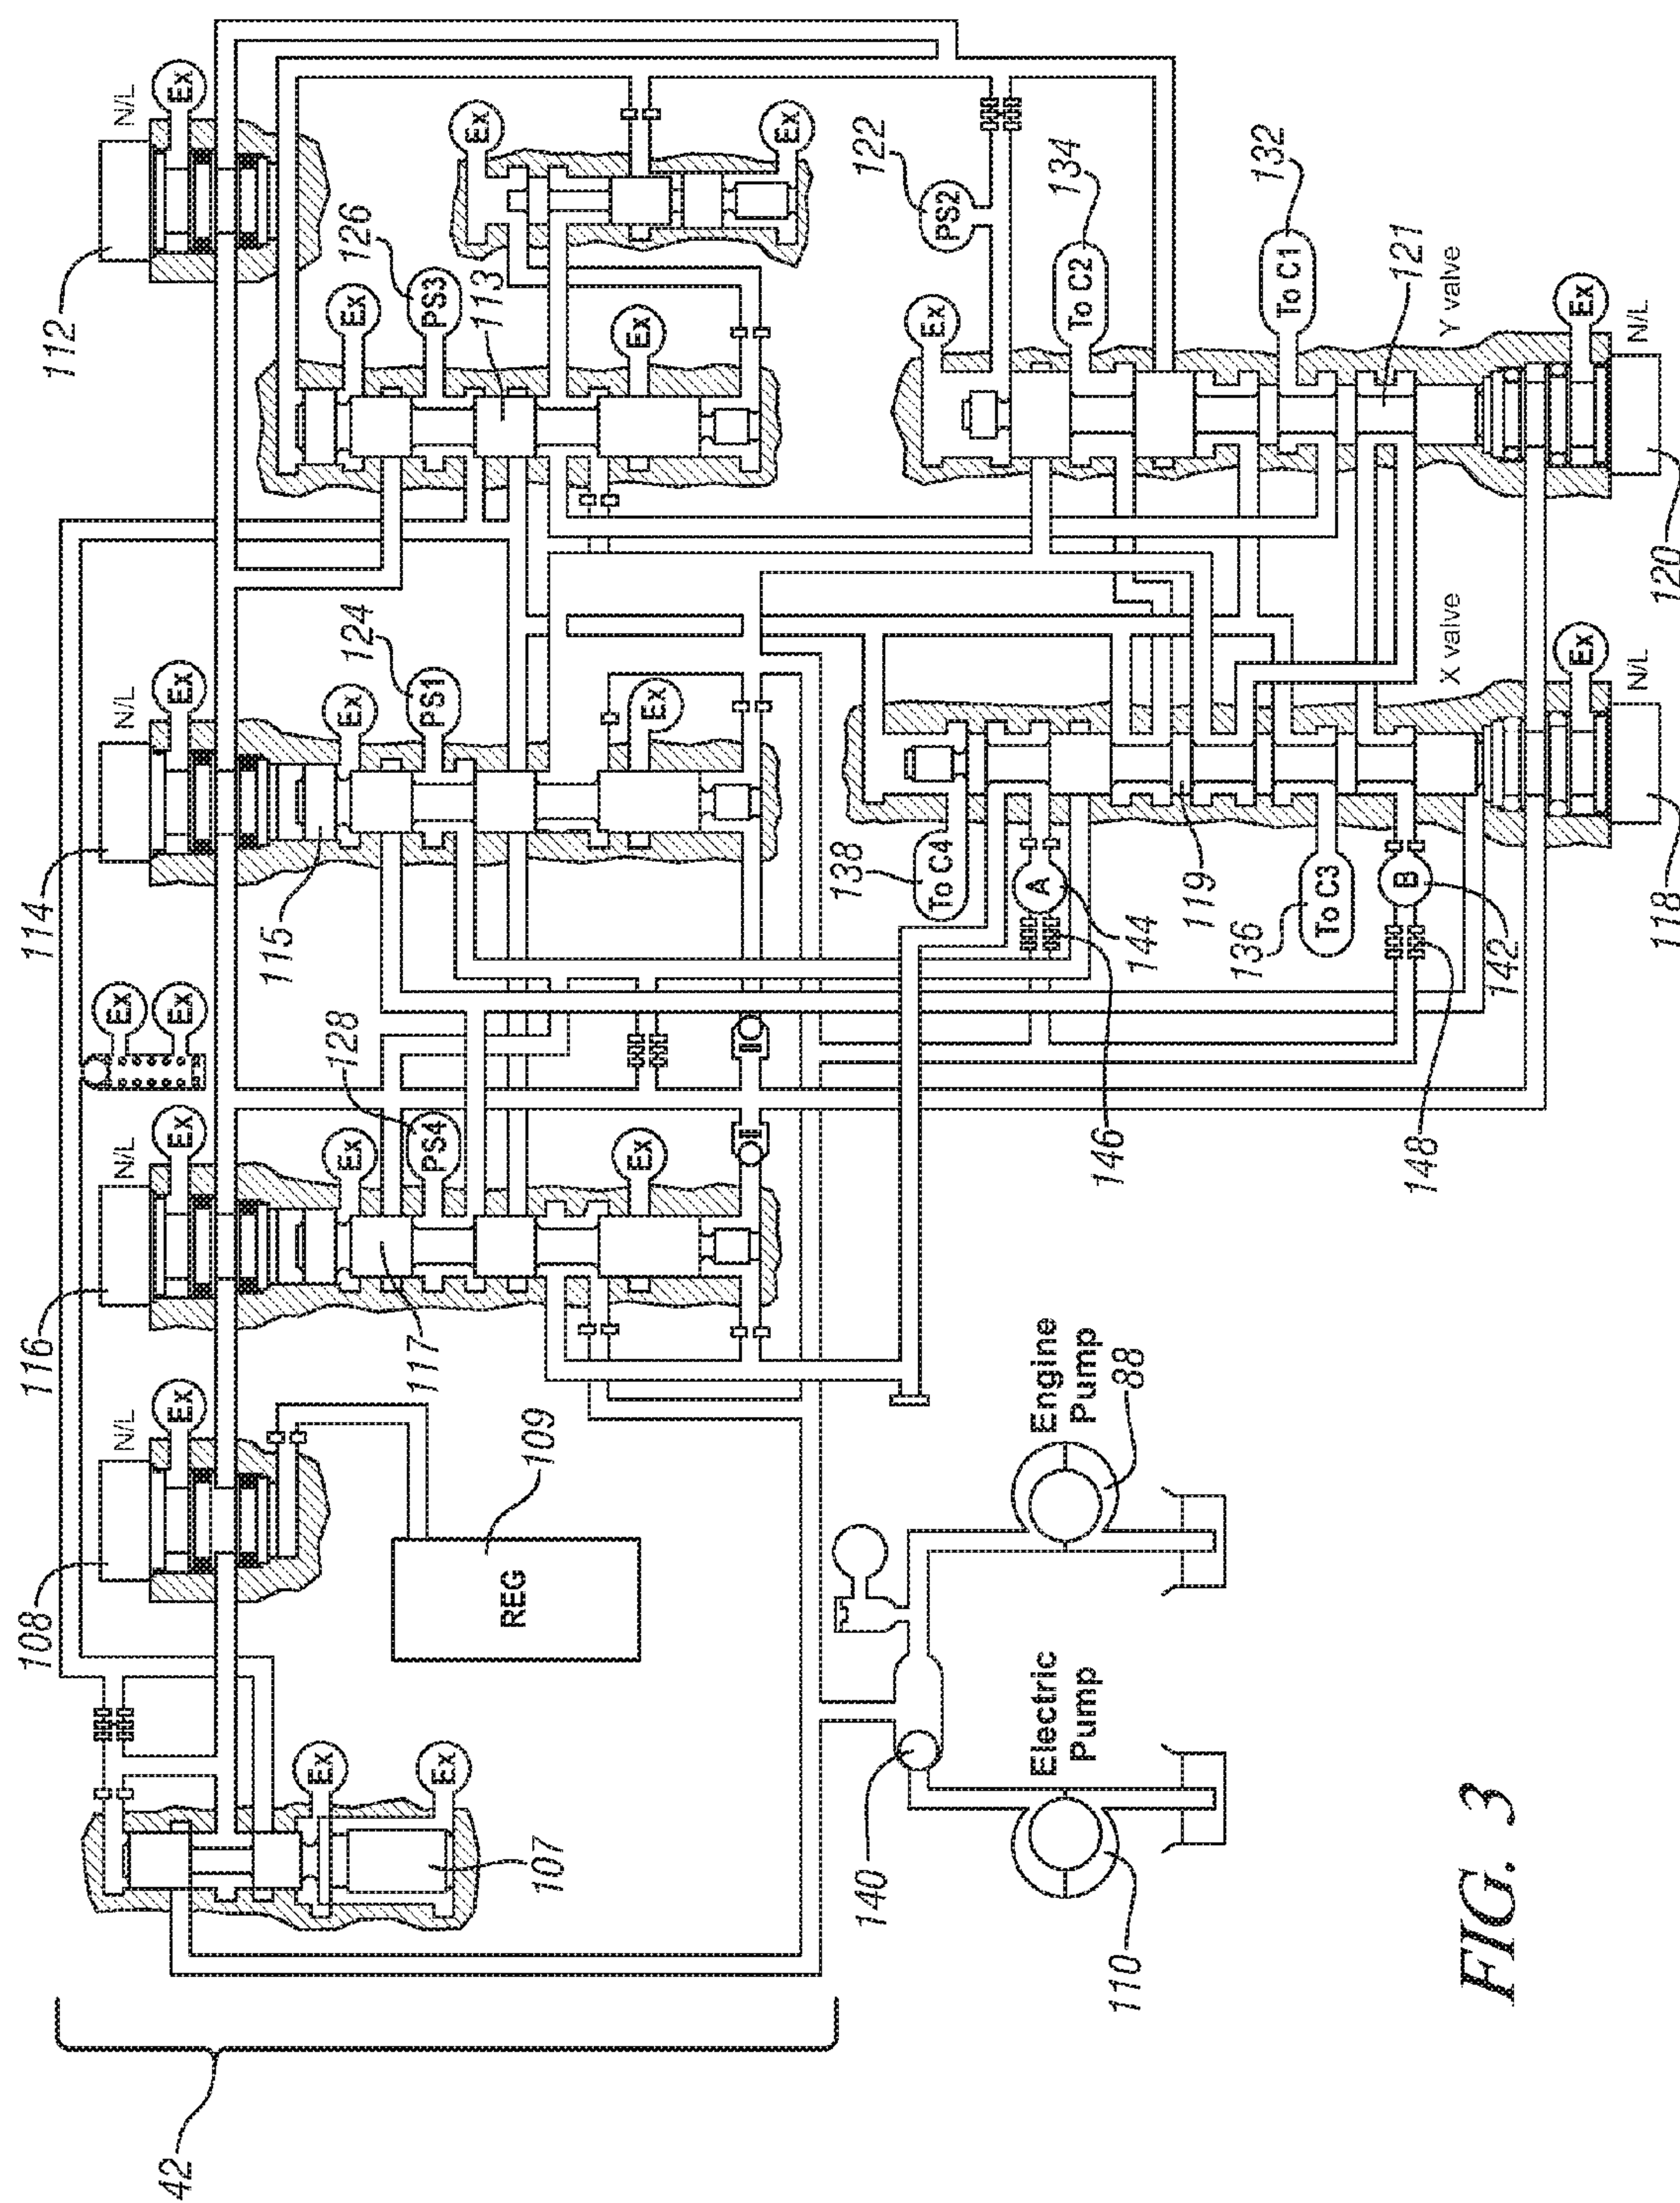 42
107
Ex
Ex
108
N/L
Ex
REG
109
116
N/L
Ex
Ex
128
PS4
Ex
117
Ex
Ex
114
N/L
Ex
115
Ex
124
PS1
Ex
112
N/L
Ex
126
Ex
PS3
113
Ex
Ex
Ex
122
PS2
Ex
134
To C2
132
To C1
121
Y valve
Ex
N/L
120
138
To C4
A
144
146
119
136
To C3
B
142
148
X valve
Ex
N/L
118
140
Electric
Pump
110
Engine
Pump
88
FIG. 3